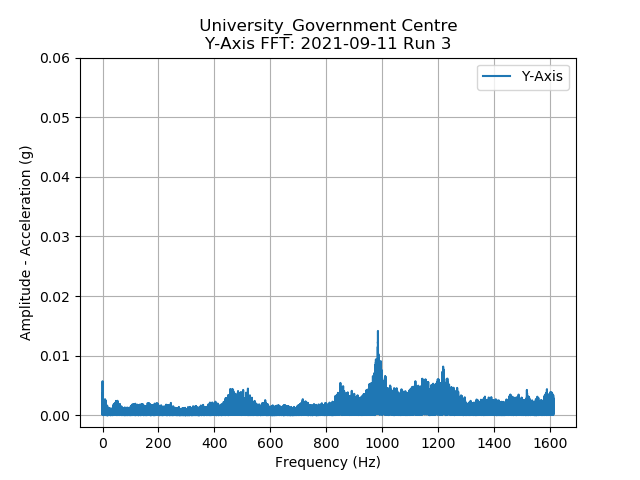 University_Government Centre
Y-Axis FFT: 2021-09-11 Run 3
Y-Axis
0.06
0.05
0.04
0.03
0.02
0.01
0.00
Amplitude - Acceleration (g)
0 200 400 600 800 1000 1200 1400 1600
Frequency (Hz)